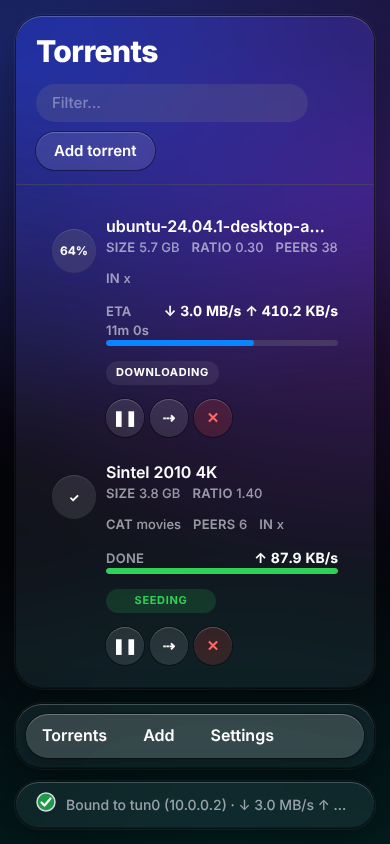 Torrents
Filter...
Add torrent
64%
ubuntu-24.04.1-desktop-a...
SIZE 5.7 GB RATIO 0.30 PEERS 38
IN x
ETA ↓ 3.0 MB/s ↑ 410.2 KB/s
11m 0s
DOWNLOADING
❚❚ ⇢ ✕
✓
Sintel 2010 4K
SIZE 3.8 GB RATIO 1.40
CAT movies PEERS 6 IN x
DONE ↑ 87.9 KB/s
SEEDING
❚❚ ⇢ ✕
Torrents Add Settings
Bound to tun0 (10.0.0.2) · ↓ 3.0 MB/s ↑ ...